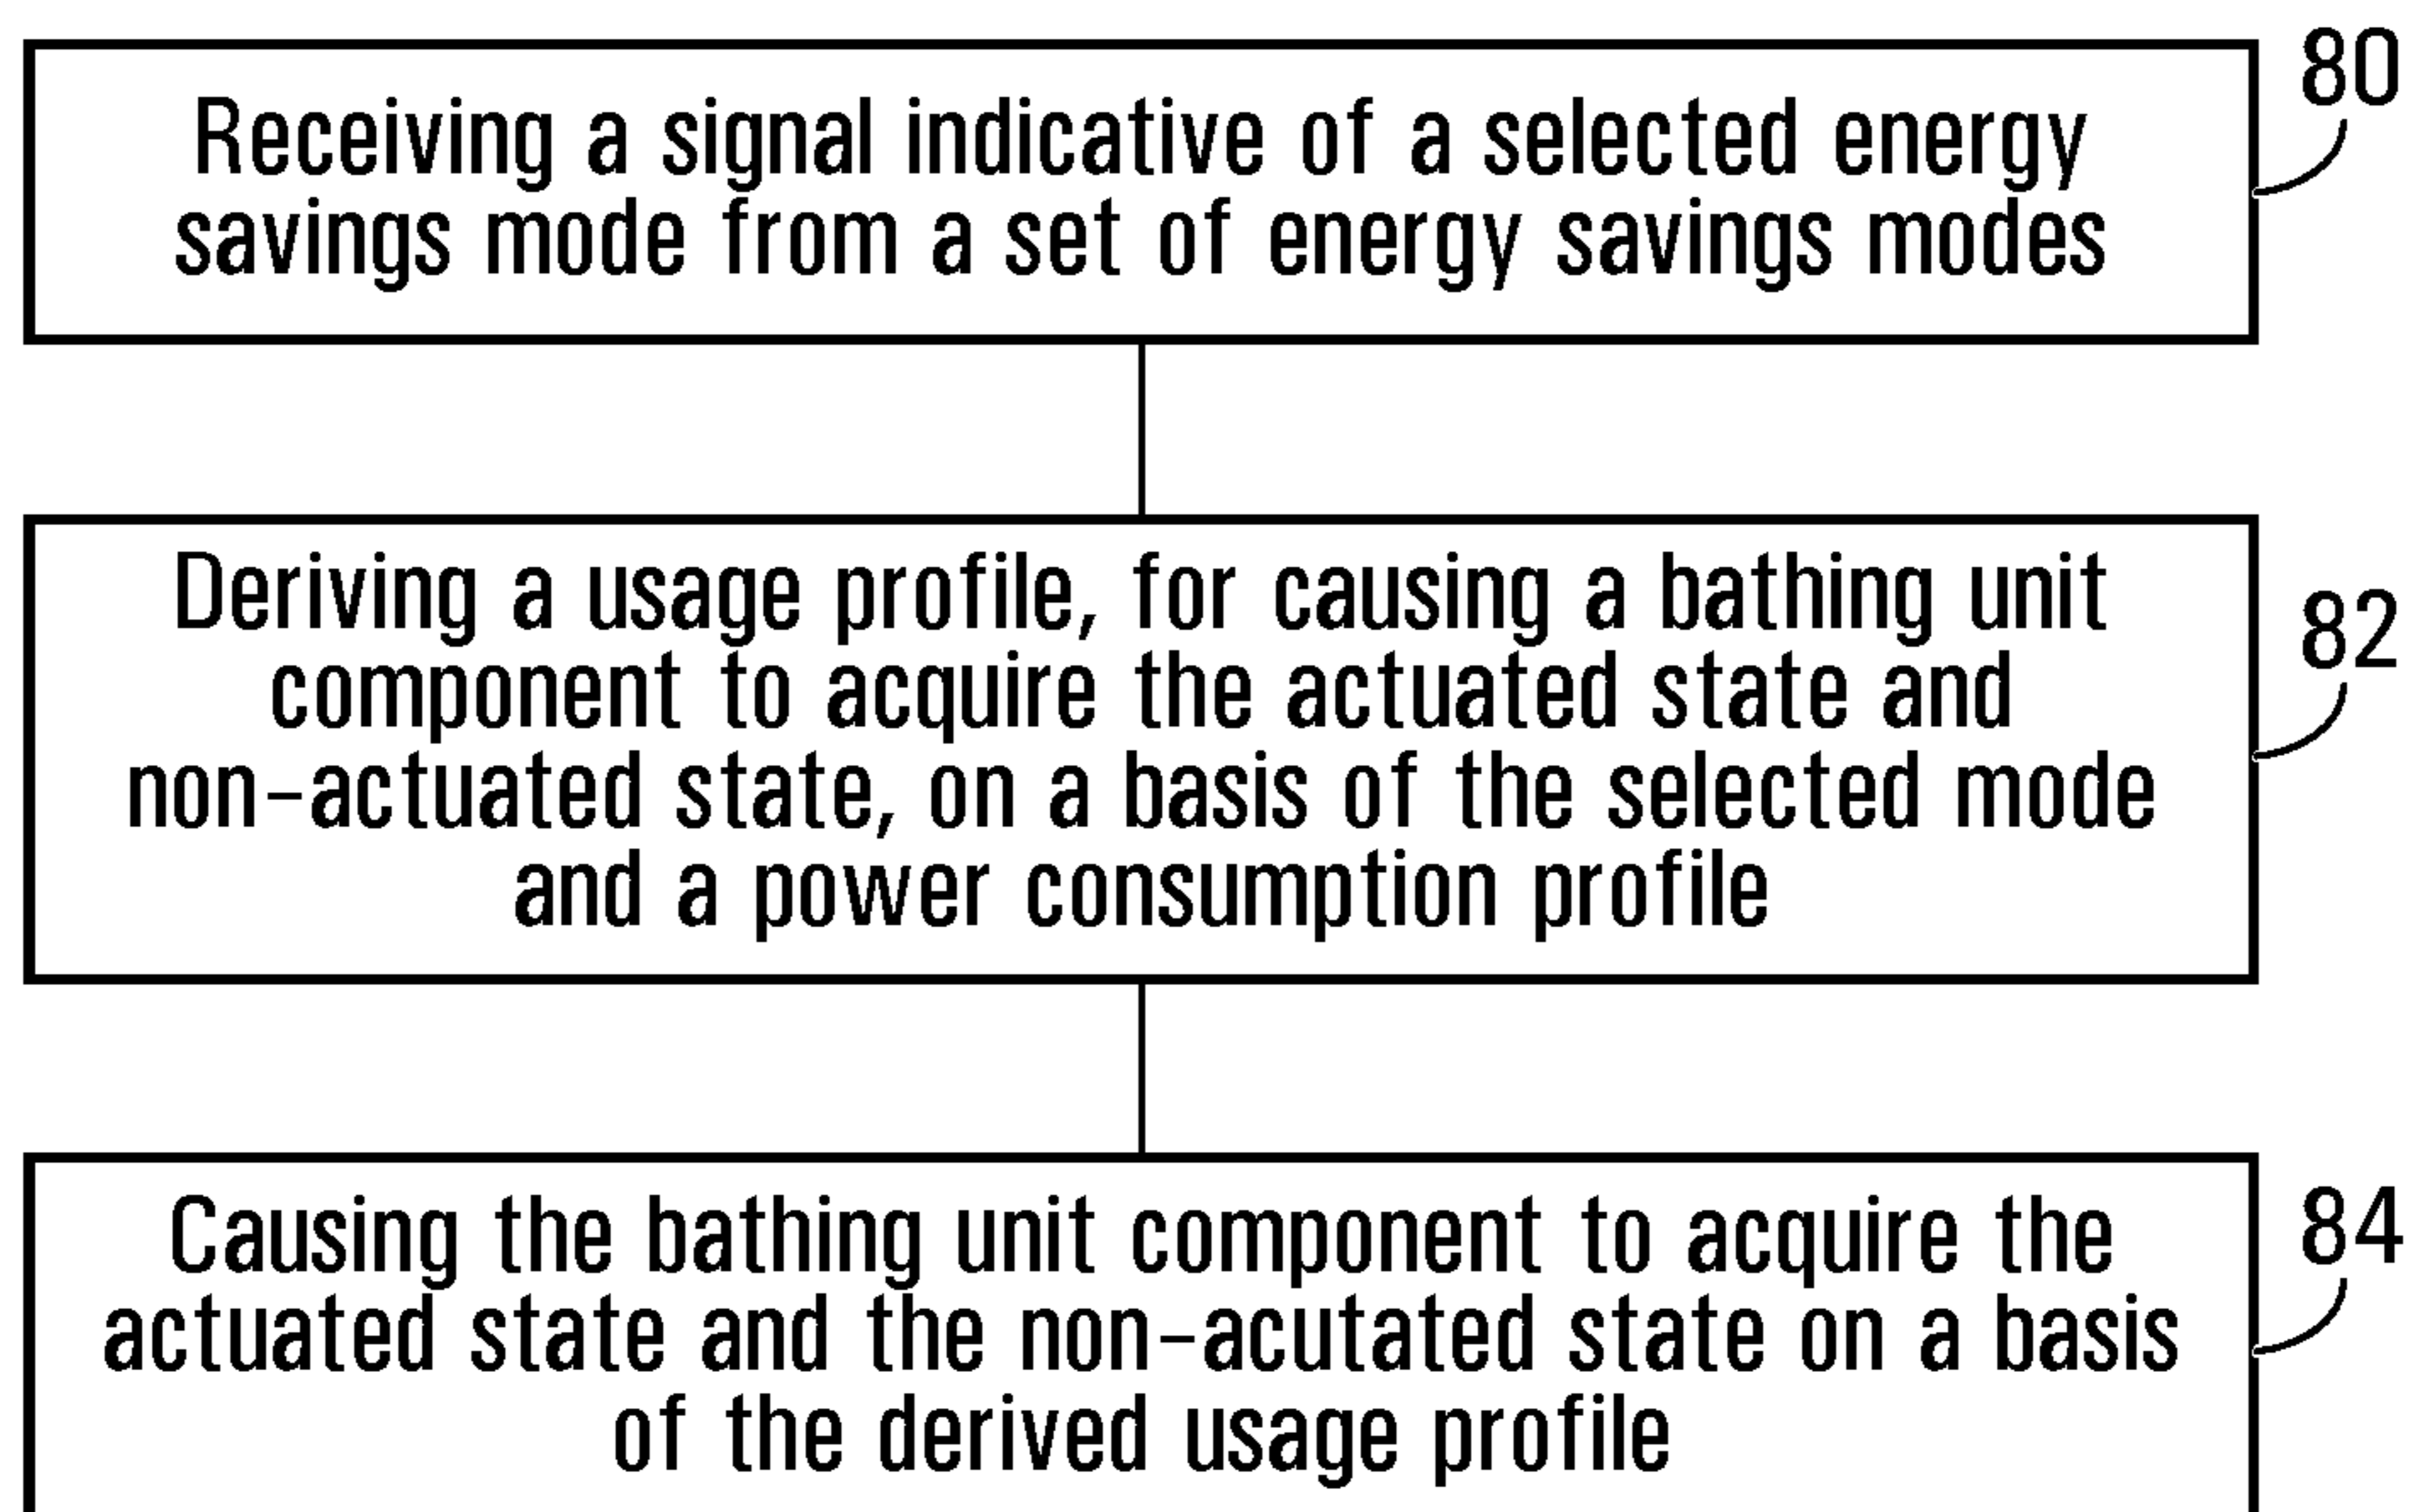 80
Receiving a signal indicative of a selected energy
savings mode from a set of energy savings modes
82
Deriving a usage profile, for causing a bathing unit
component to acquire the actuated state and
non-actuated state, on a basis of the selected mode
and a power consumption profile
84
Causing the bathing unit component to acquire the
actuated state and the non-acutated state on a basis
of the derived usage profile